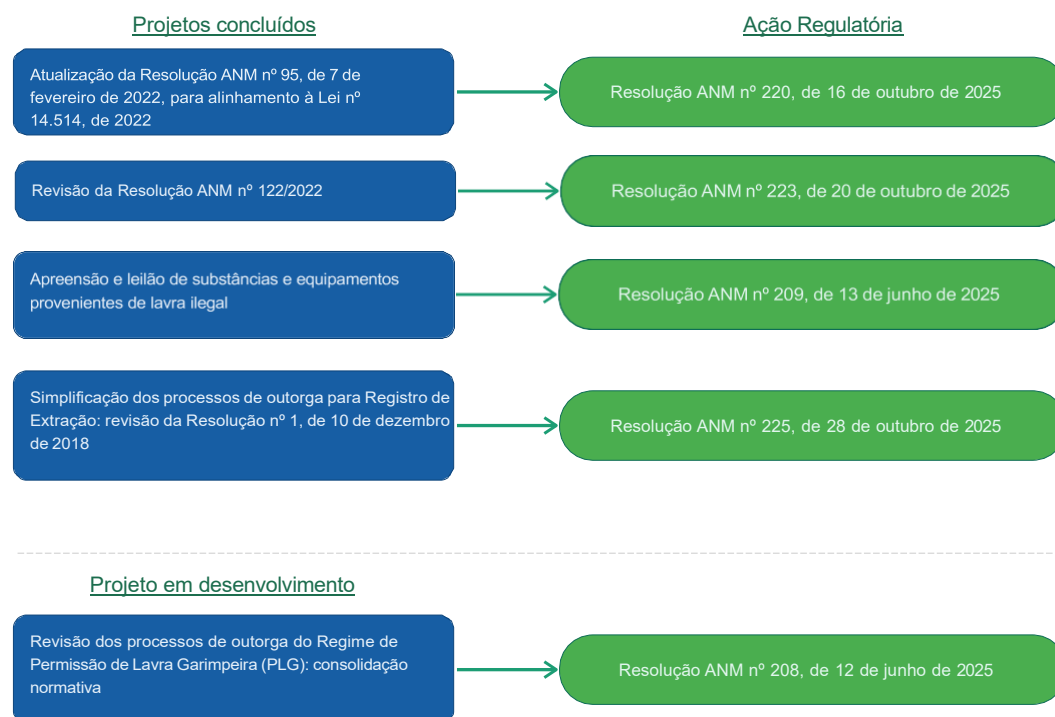 Projetos concluídos
Ação Regulatória
Atualização da Resolução ANM nº 95, de 7 de
fevereiro de 2022, para alinhamento à Lei nº
14.514, de 2022
Resolução ANM nº 220, de 16 de outubro de 2025
Revisão da Resolução ANM nº 122/2022
Resolução ANM nº 223, de 20 de outubro de 2025
Apreensão e leilão de substâncias e equipamentos
provenientes de lavra ilegal
Resolução ANM nº 209, de 13 de junho de 2025
Simplificação dos processos de outorga para Registro de
Extração: revisão da Resolução nº 1, de 10 de dezembro
de 2018
Resolução ANM nº 225, de 28 de outubro de 2025
Projeto em desenvolvimento
Revisão dos processos de outorga do Regime de
Permissão de Lavra Garimpeira (PLG): consolidação
normativa
Resolução ANM nº 208, de 12 de junho de 2025